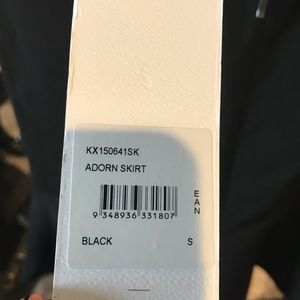 KX150641SK
ADORN SKIRT
EAN
9 348936 331807
BLACK S